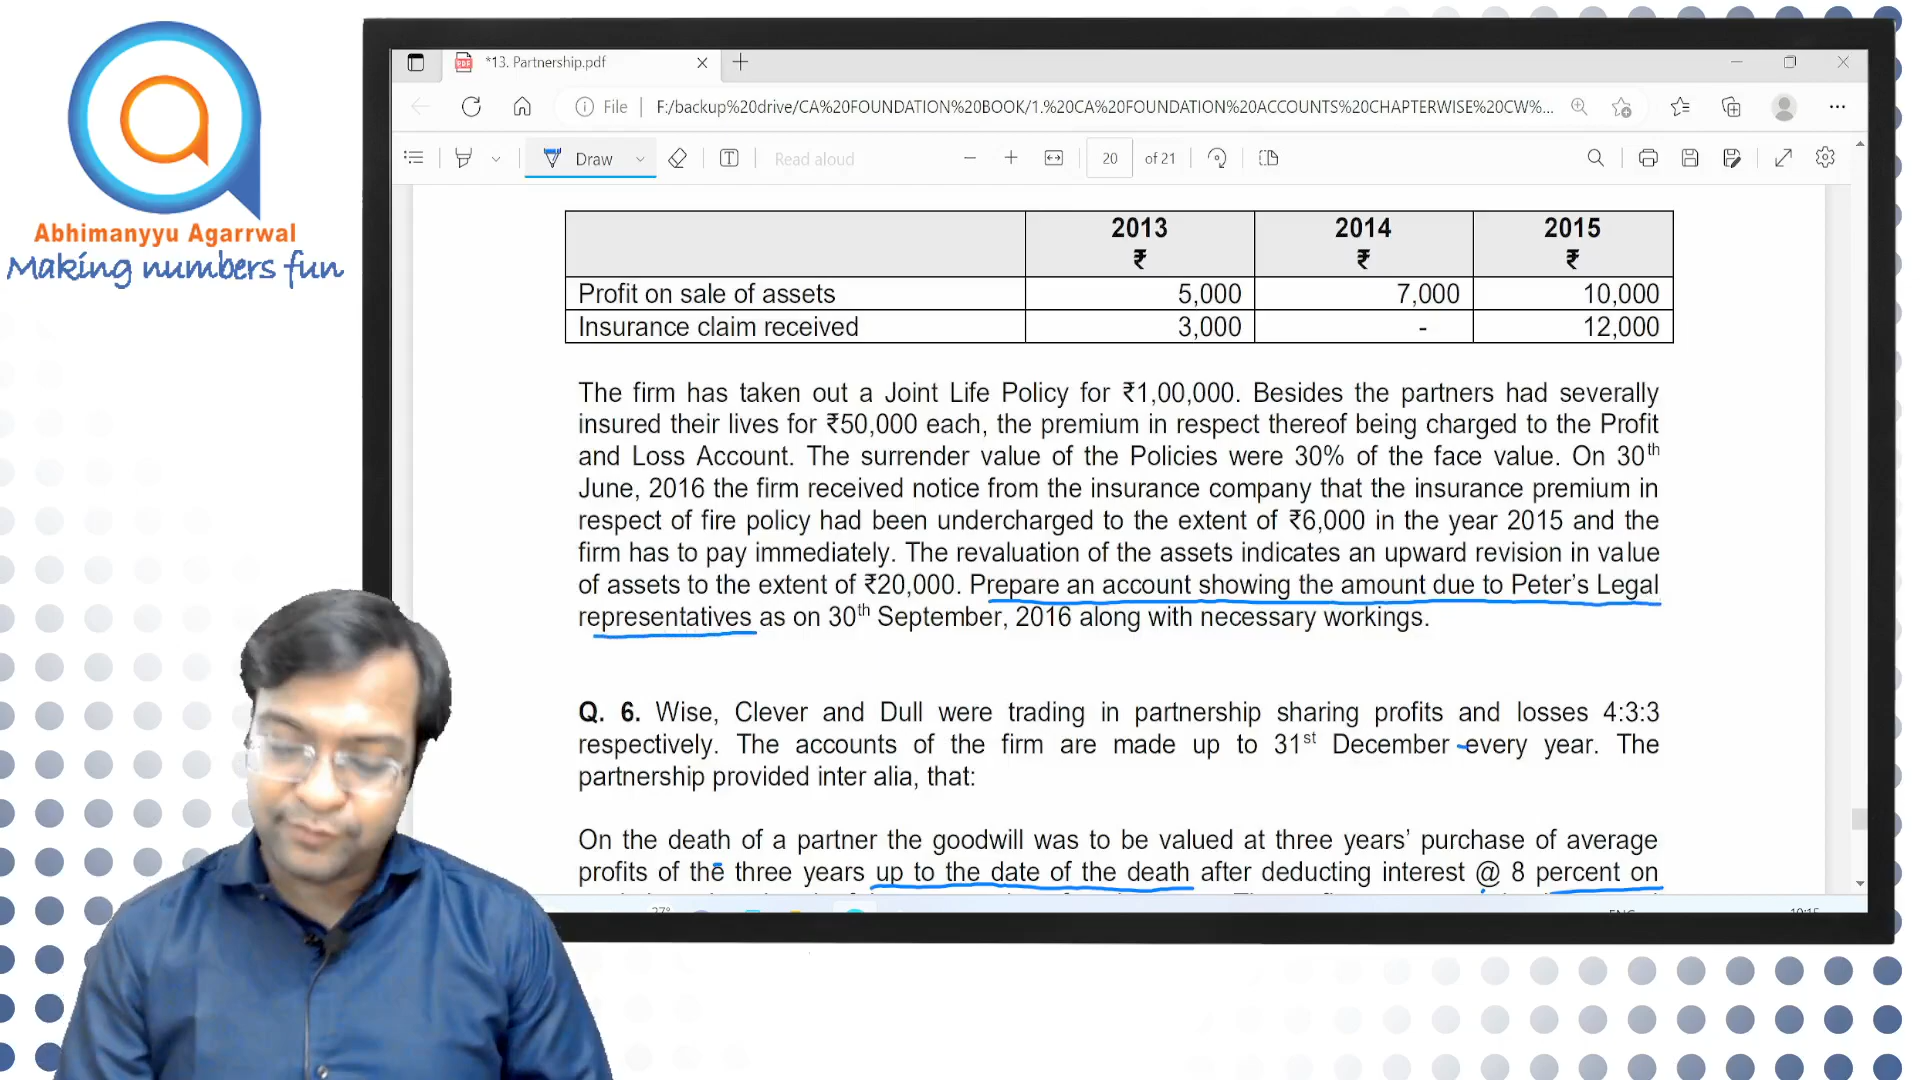 Abhimanyyu Agarrwal
Making numbers fun
*13. Partnership.pdf
File
F:/backup%20drive/CA%20FOUNDATION%20BOOK/1.%20CA%20FOUNDATION%20ACCOUNTS%20CHAPTERWISE%20CW%...
Draw
Read aloud
20 of 21
2013 2014 2015
₹ ₹ ₹
Profit on sale of assets 5,000 7,000 10,000
Insurance claim received 3,000 - 12,000
The firm has taken out a Joint Life Policy for ₹1,00,000. Besides the partners had severally
insured their lives for ₹50,000 each, the premium in respect thereof being charged to the Profit
and Loss Account. The surrender value of the Policies were 30% of the face value. On 30th
June, 2016 the firm received notice from the insurance company that the insurance premium in
respect of fire policy had been undercharged to the extent of ₹6,000 in the year 2015 and the
firm has to pay immediately. The revaluation of the assets indicates an upward revision in value
of assets to the extent of ₹20,000. Prepare an account showing the amount due to Peter’s Legal
representatives as on 30th September, 2016 along with necessary workings.
Q. 6. Wise, Clever and Dull were trading in partnership sharing profits and losses 4:3:3
respectively. The accounts of the firm are made up to 31st December every year. The
partnership provided inter alia, that:
On the death of a partner the goodwill was to be valued at three years’ purchase of average
profits of the three years up to the date of the death after deducting interest @ 8 percent on